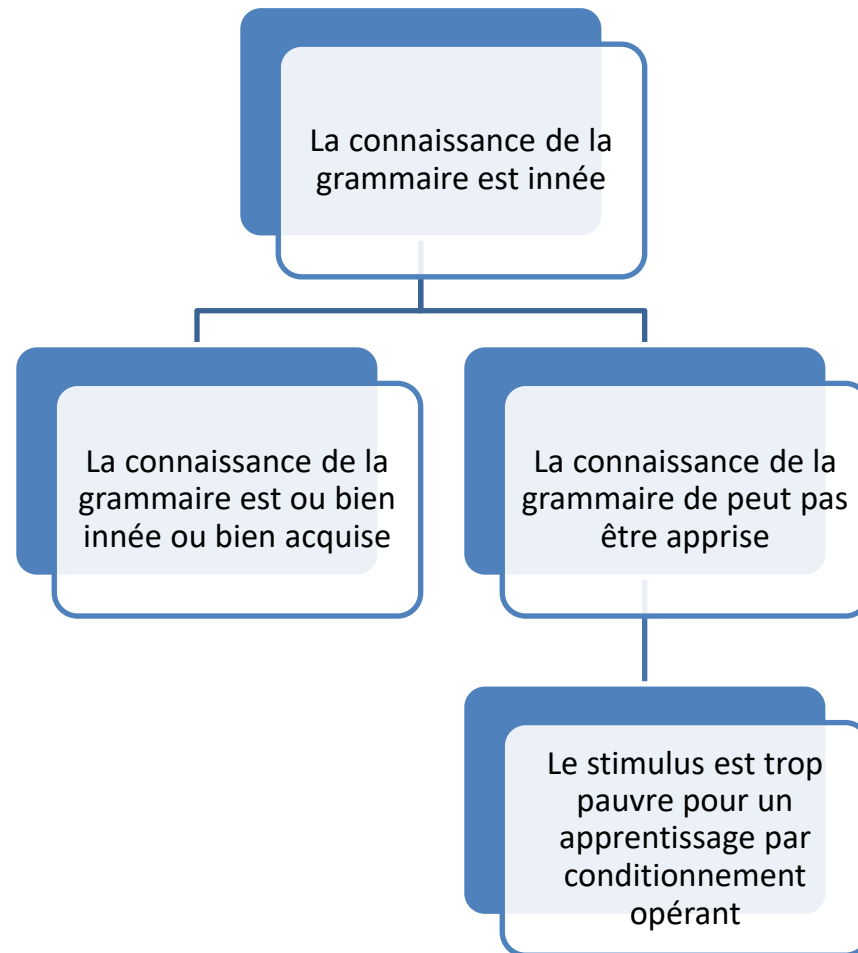 La connaissance de la
grammaire est innée
La connaissance de la
grammaire est ou bien
innée ou bien acquise
La connaissance de la
grammaire de peut pas
être apprise
Le stimulus est trop
pauvre pour un
apprentissage par
conditionnement
opérant